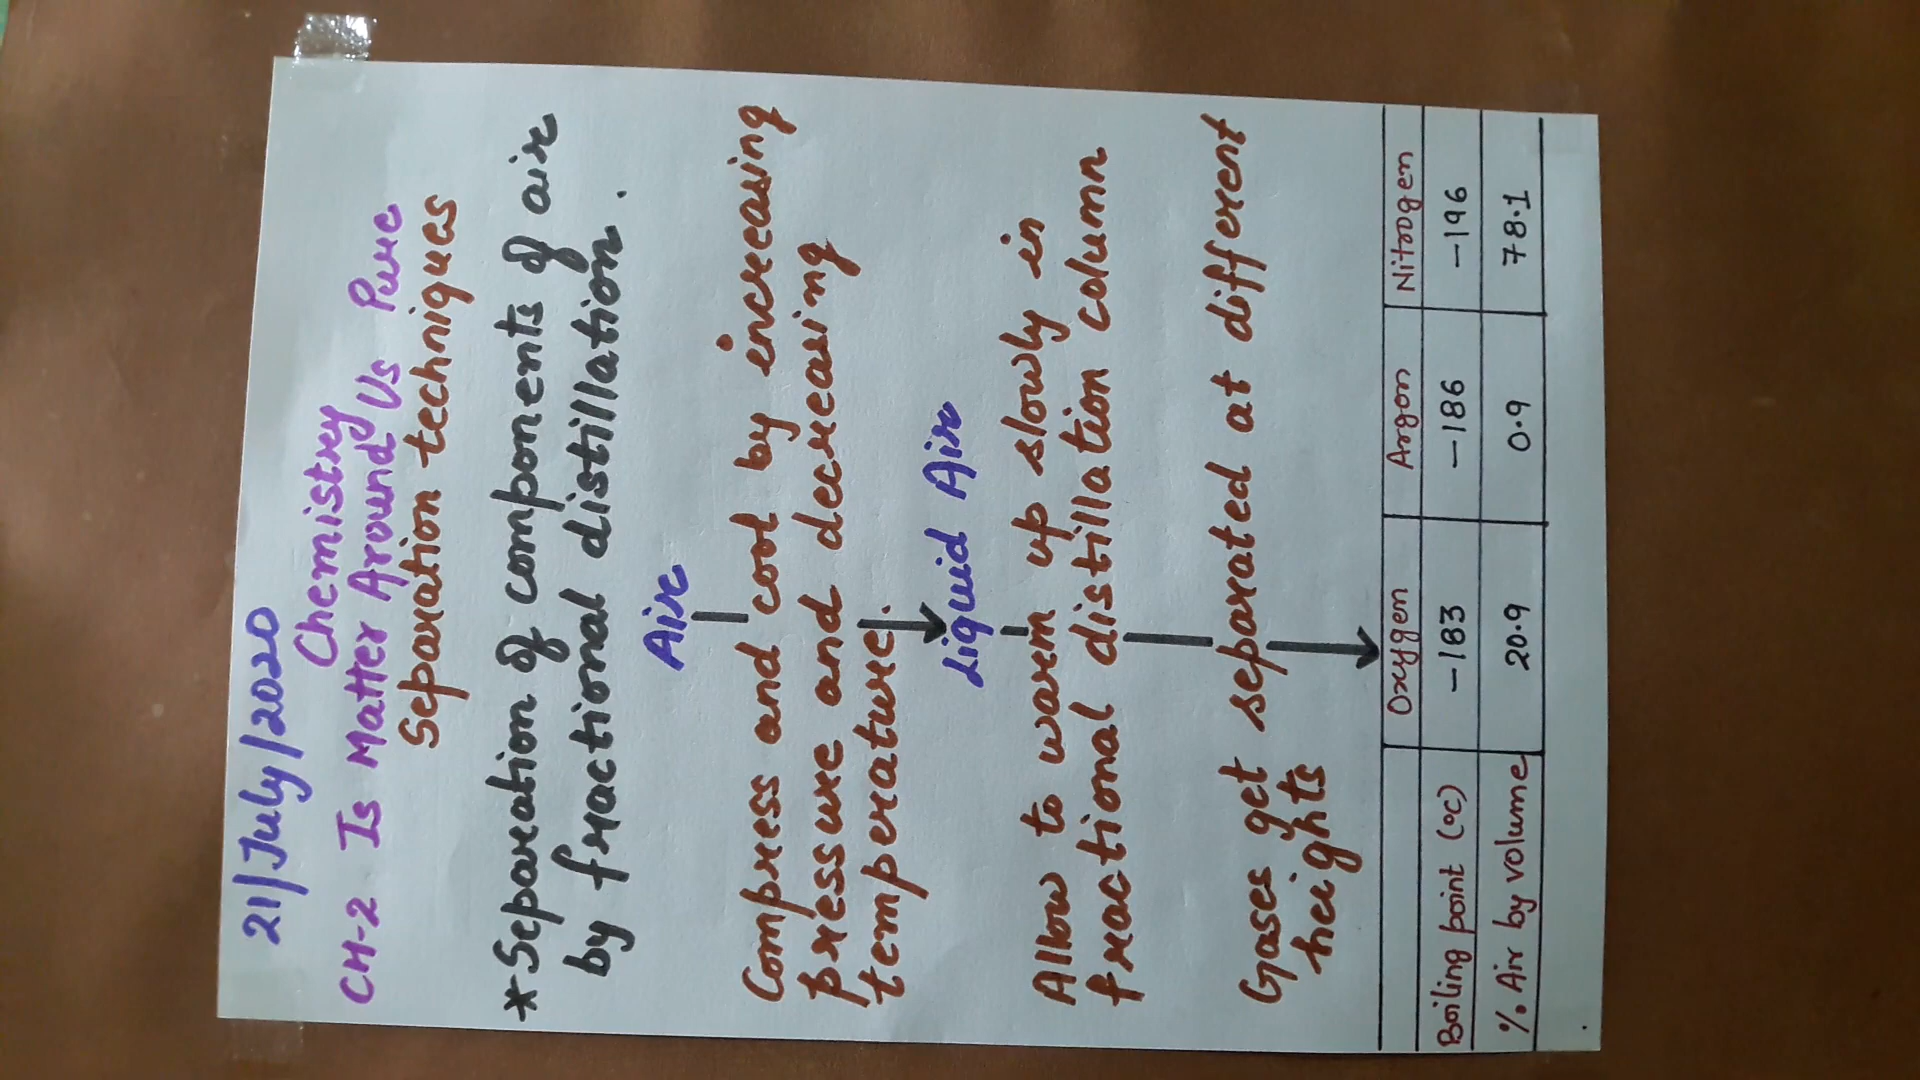 21/July/2020
Chemistry
CH-2 Is Matter Around Us Pure
Separation techniques
*Separation of components of air
by fractional distillation.
Air
Compress and cool by increasing
pressure and decreasing
temperature.
Liquid Air
Allow to warm up slowly in
fractional distillation column
Gases get separated at different
heights
Oxygen Argon Nitrogen
Boiling point (°C) -183 -186 -196
% Air by volume 20.9 0.9 78.1